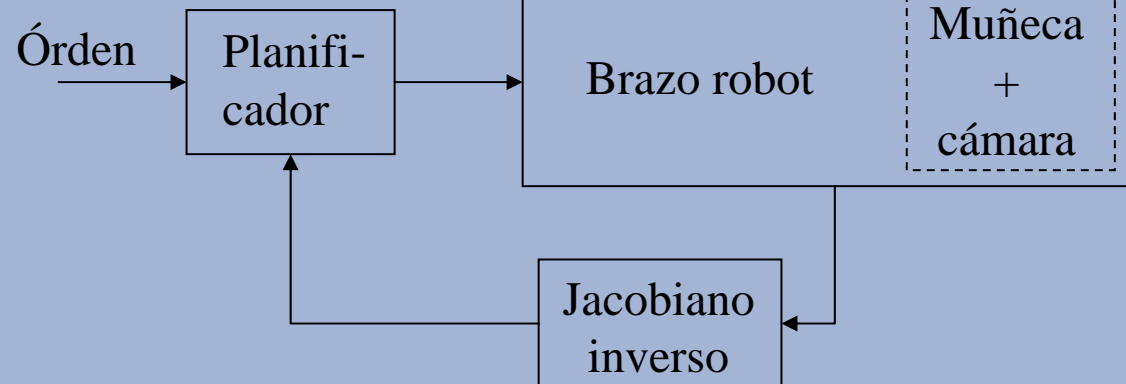 Órden
Planifi-
cador
Brazo robot
Muñeca
+
cámara
Jacobiano
inverso